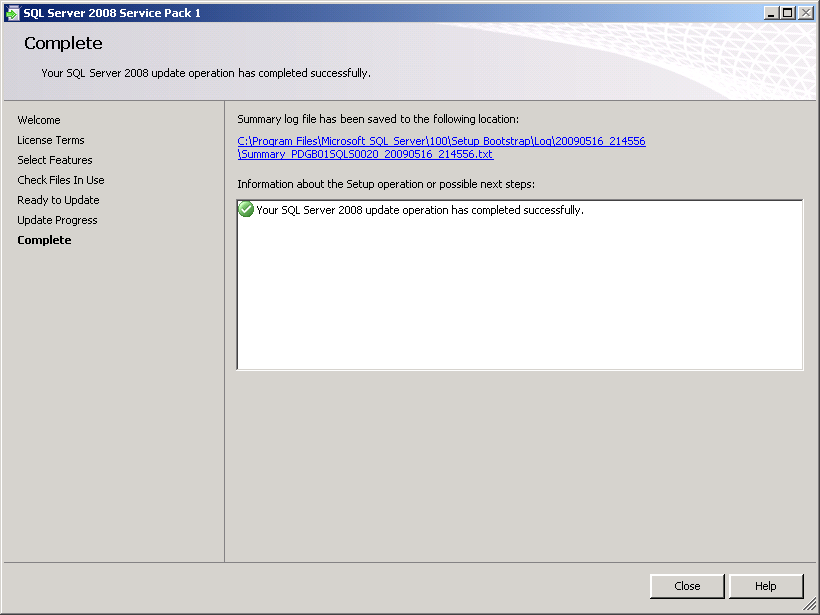 SQL Server 2008 Service Pack 1
Complete
Your SQL Server 2008 update operation has completed successfully.
Welcome
License Terms
Select Features
Check Files In Use
Ready to Update
Update Progress
Complete
Summary log file has been saved to the following location:
C:\Program Files\Microsoft SQL Server\100\Setup Bootstrap\Log\20090516_214556
\Summary_PDGB01SQLS0020_20090516_214556.txt
Information about the Setup operation or possible next steps:
Your SQL Server 2008 update operation has completed successfully.
Close
Help